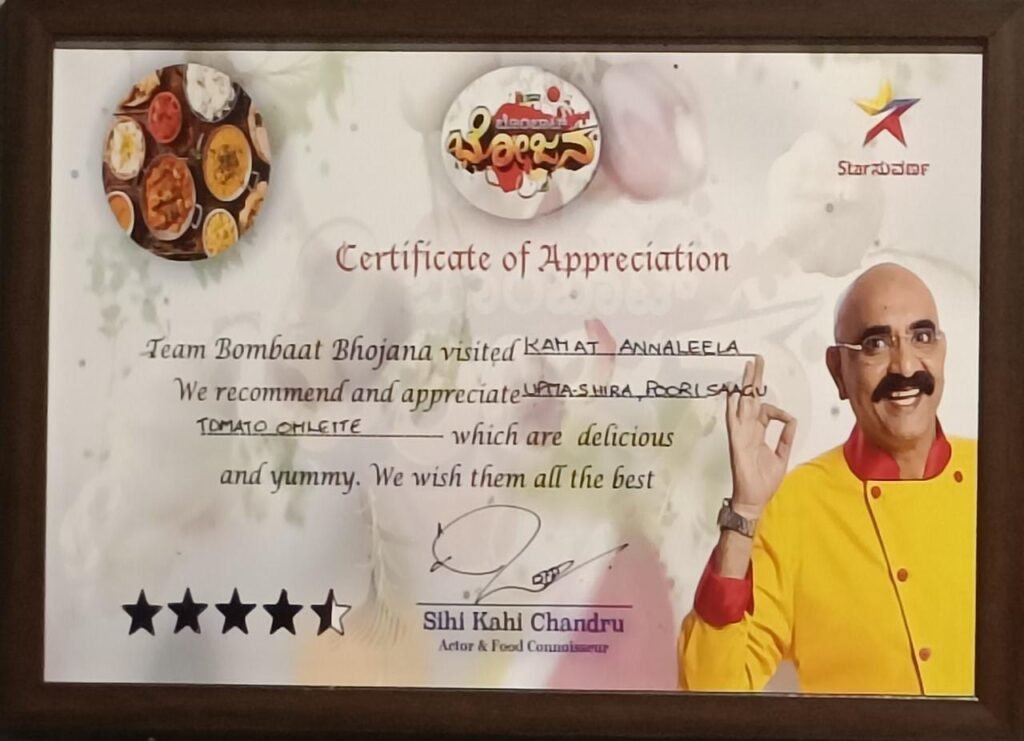 ಬೊಂಬಾಟ್
ಭೋಜನ
Star ಸುವರ್ಣ
Certificate of Appreciation
Team Bombaat Bhojana visited KAMAT ANNALEELA
We recommend and appreciate UPMA-SHIRA, POORI SAAGU
TOMATO OMLETTE which are delicious
and yummy. We wish them all the best
Sihi Kahi Chandru
Actor & Food Connoisseur